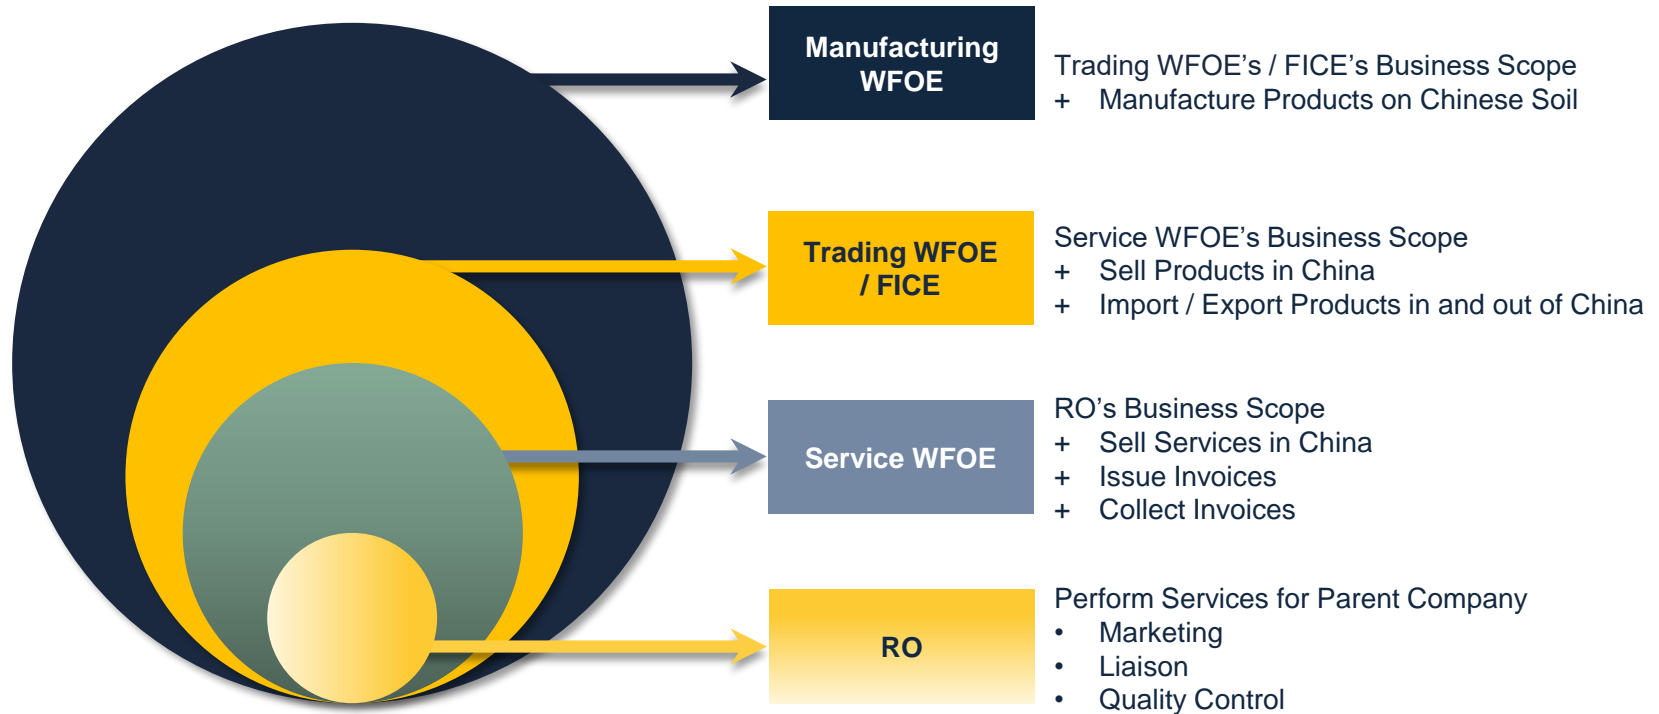 Manufacturing
WFOE
Trading WFOE’s / FICE’s Business Scope
+ Manufacture Products on Chinese Soil
Trading WFOE
/ FICE
Service WFOE’s Business Scope
+ Sell Products in China
+ Import / Export Products in and out of China
Service WFOE
RO’s Business Scope
+ Sell Services in China
+ Issue Invoices
+ Collect Invoices
RO
Perform Services for Parent Company
• Marketing
• Liaison
• Quality Control